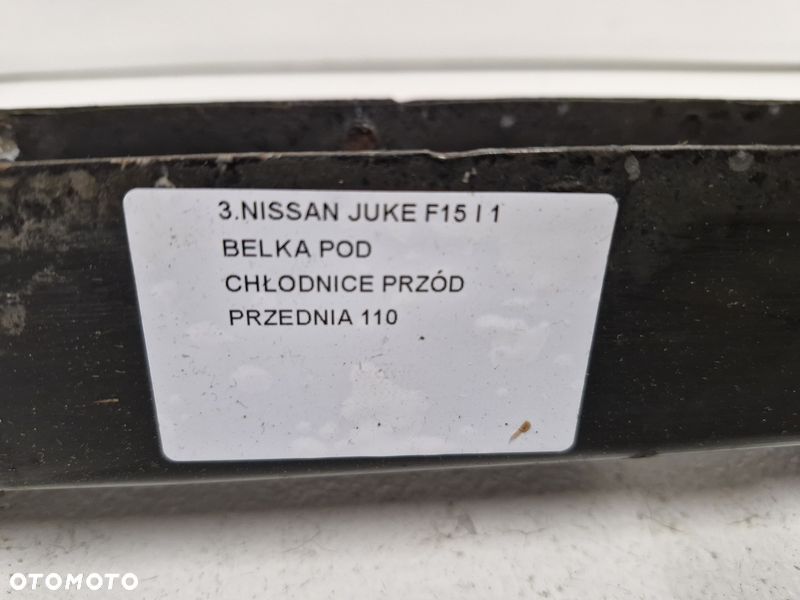 3.NISSAN JUKE F15 I 1
BELKA POD
CHŁODNICE PRZÓD
PRZEDNIA 110
OTOMOTO